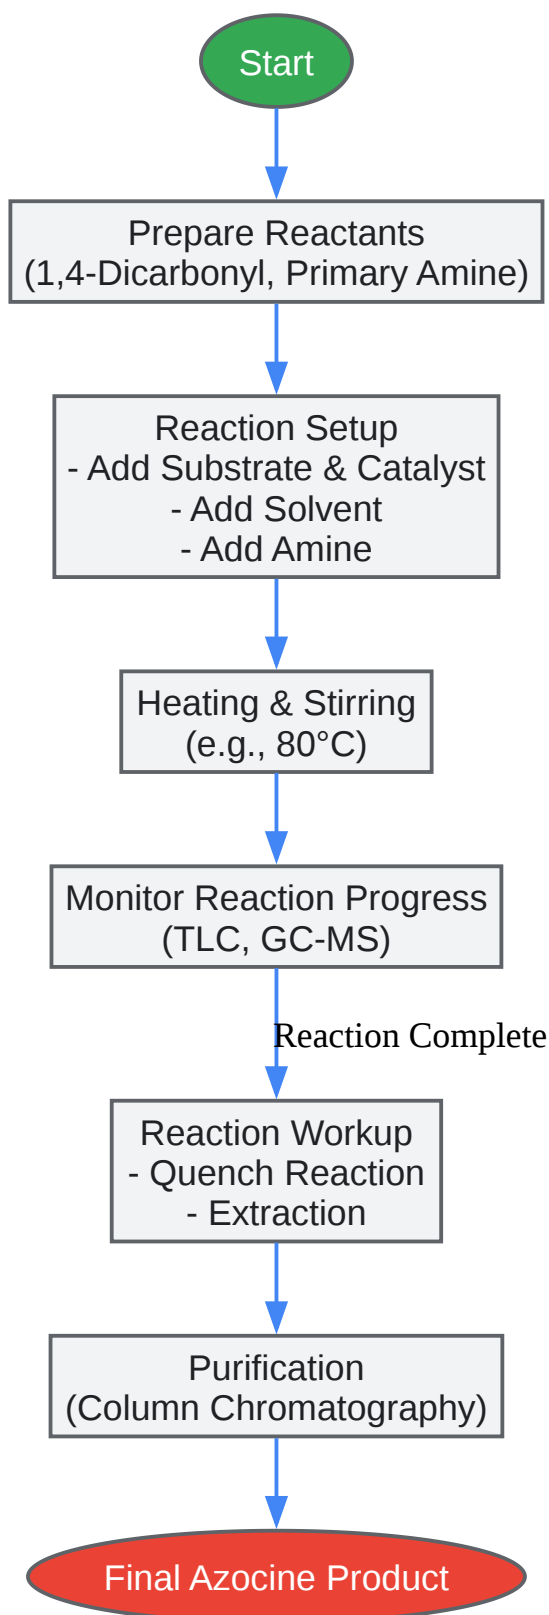 Start
Prepare Reactants
(1,4-Dicarbonyl, Primary Amine)
Reaction Setup
- Add Substrate & Catalyst
- Add Solvent
- Add Amine
Heating & Stirring
(e.g., 80°C)
Monitor Reaction Progress
(TLC, GC-MS)
Reaction Complete
Reaction Workup
- Quench Reaction
- Extraction
Purification
(Column Chromatography)
Final Azocine Product